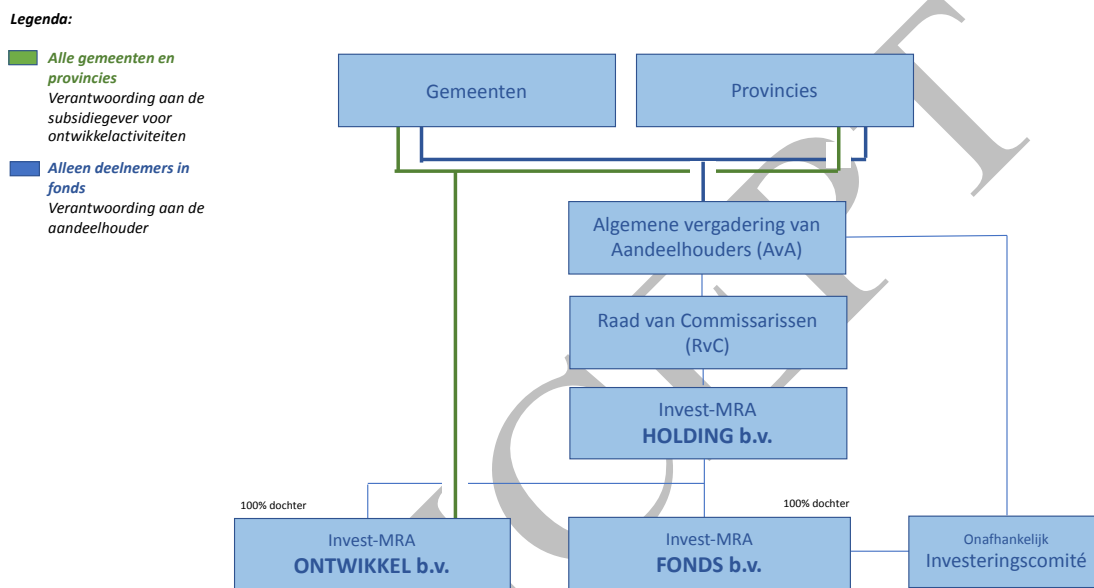 Legenda:
Alle gemeenten en
provincies
Verantwoording aan de
subsidiegever voor
ontwikkelactiviteiten
Alleen deelnemers in
fonds
Verantwoording aan de
aandeelhouder
Gemeenten
Provincies
Algemene vergadering van
Aandeelhouders (AvA)
Raad van Commissarissen
(RvC)
Invest-MRA
HOLDING b.v.
100% dochter
100% dochter
Invest-MRA
ONTWIKKEL b.v.
Invest-MRA
FONDS b.v.
Onafhankelijk
Investeringscomité